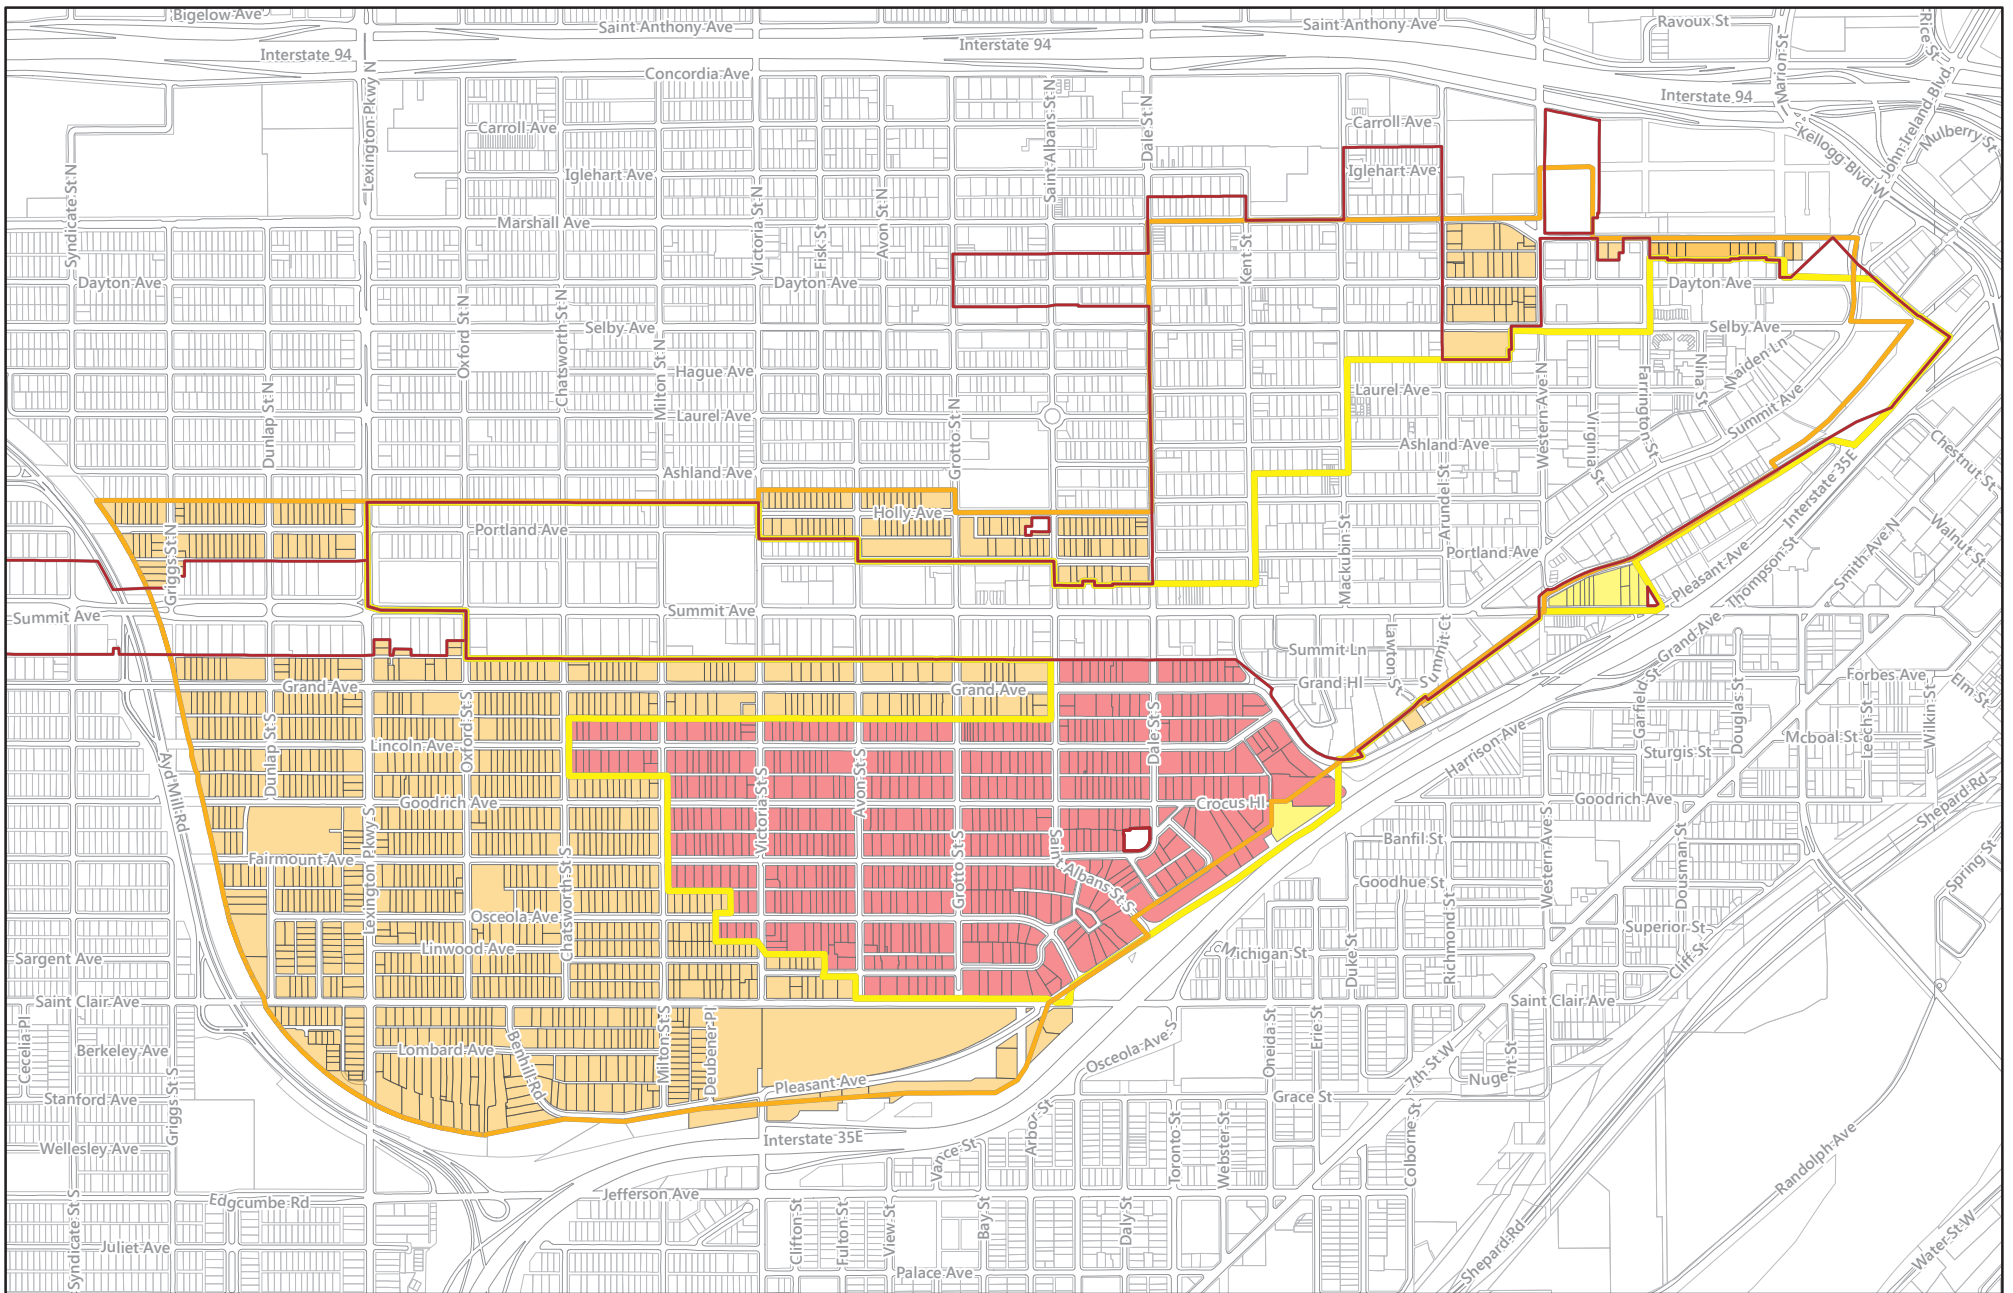 Bigelow Ave
Saint Anthony Ave
Saint Anthony Ave
Ravoux St
Rice St
Interstate 94
Interstate 94
Marion St
John Ireland Blvd
Concordia Ave
Lexington Pkwy N
Saint Albans St N
Dale St N
Interstate 94
Kellogg Blvd W
Mulberry St
Carroll Ave
Carroll Ave
Syndicate St N
Iglehart Ave
Iglehart Ave
Victoria St N
Fisk St
Avon St N
Marshall Ave
Kent St
Dayton Ave
Dayton Ave
Dayton Ave
Oxford St N
Chatsworth St N
Selby Ave
Selby Ave
Milton St N
Hague Ave
Maiden Ln
Nina St
Laurel Ave
Farrington St
Summit Ave
Dunlap St N
Laurel Ave
Grotto St N
Western Ave N
Virginia St
Ashland Ave
Ashland Ave
Arundel St
Chestnut St
Interstate 35E
Holly Ave
Portland Ave
Mackubin St
Portland Ave
Walnut St
Smith Ave N
Griggs St N
Pleasant Ave
Thompson St
Summit Ave
Summit Ave
Summit Ln
Lawton St
Summit Ct
Grand Ave
Grand Ave
Grand Ave
Grand Hl
Forbes Ave
Elm St
Garfield St
Douglas St
Leech St
Wilkin St
Dunlap St S
Lincoln Ave
Oxford St S
Dale St S
Harrison Ave
Mcboal St
Sturgis St
Ayd Mill Rd
Victoria St S
Avon St S
Goodrich Ave
Crocus Hl
Goodrich Ave
Shepard Rd
Lexington Pkwy S
Fairmount Ave
Chatsworth St S
Grotto St S
Saint Albans St S
Banfil St
Goodhue St
Western Ave S
Dousman St
Spring St
Osceola Ave
Richmond St
Superior St
Linwood Ave
Sargent Ave
Michigan St
Duke St
Cliff St
Saint Clair Ave
Saint Clair Ave
Cecelia Pl
Berkeley Ave
Lombard Ave
Benhill Rd
Milton St S
Deubener Pl
Osceola Ave S
Oneida St
Erie St
7th St W
Nugent St
Pleasant Ave
Stanford Ave
Griggs St S
Grace St
Arbor St
Interstate 35E
Wellesley Ave
Vance St
Toronto St
Webster St
Colborne St
Randolph Ave
Syndicate St S
Edgcumbe Rd
Jefferson Ave
Clifton St
Fulton St
View St
Bay St
Daly St
Juliet Ave
Palace Ave
Shepard Rd
Water St W